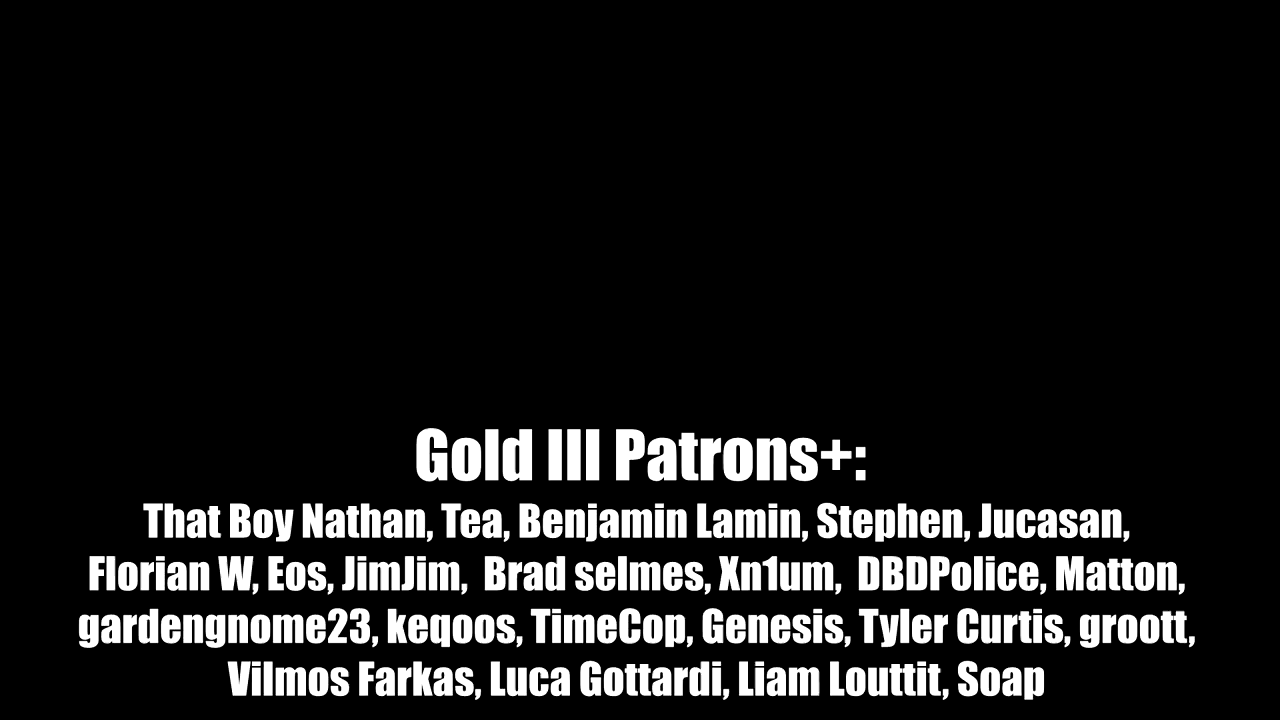 Gold III Patrons+:
That Boy Nathan, Tea, Benjamin Lamin, Stephen, Jucasan,
Florian W, Eos, JimJim,  Brad selmes, Xn1um,  DBDPolice, Matton,
gardengnome23, keqoos, TimeCop, Genesis, Tyler Curtis, groott,
Vilmos Farkas, Luca Gottardi, Liam Louttit, Soap